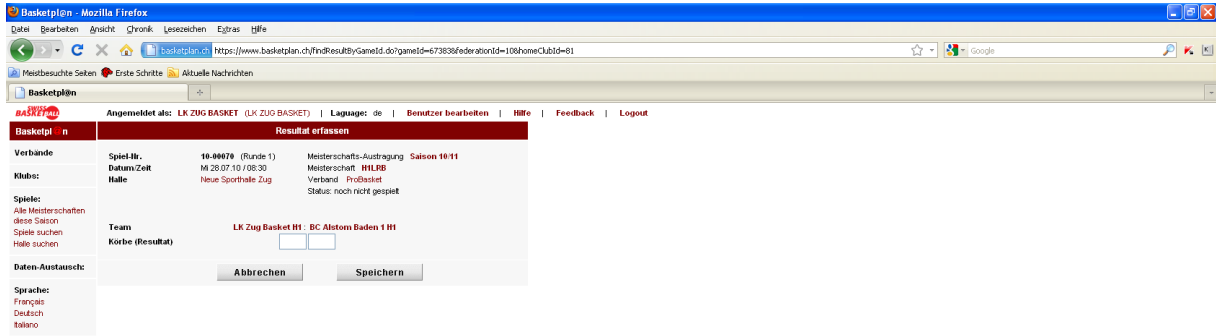 Basketpl@n - Mozilla Firefox
Datei Bearbeiten Ansicht Chronik Lesezeichen Extras Hilfe
basketplan.ch https://www.basketplan.ch/findResultByGameId.do?gameId=67383&federationId=10&homeClubId=81
Google
Meistbesuchte Seiten Erste Schritte Aktuelle Nachrichten
Basketpl@n
SWISS BASKETBALL
Angemeldet als: LK ZUG BASKET (LK ZUG BASKET) | Laguage: de | Benutzer bearbeiten | Hilfe | Feedback | Logout
Basketpl@n
Verbände
Klubs:
Spiele:
Alle Meisterschaften
diese Saison
Spiele suchen
Halle suchen
Daten-Austausch:
Sprache:
Français
Deutsch
Italiano
Resultat erfassen
Spiel-Nr. 10-00070 (Runde 1) Meisterschafts-Austragung Saison 10/11
Datum/Zeit Mi 28.07.10 / 08:30 Meisterschaft H1LRB
Halle Neue Sporthalle Zug Verband ProBasket
Status: noch nicht gespielt
Team LK Zug Basket H1 : BC Alstom Baden 1 H1
Körbe (Resultat)
Abbrechen Speichern